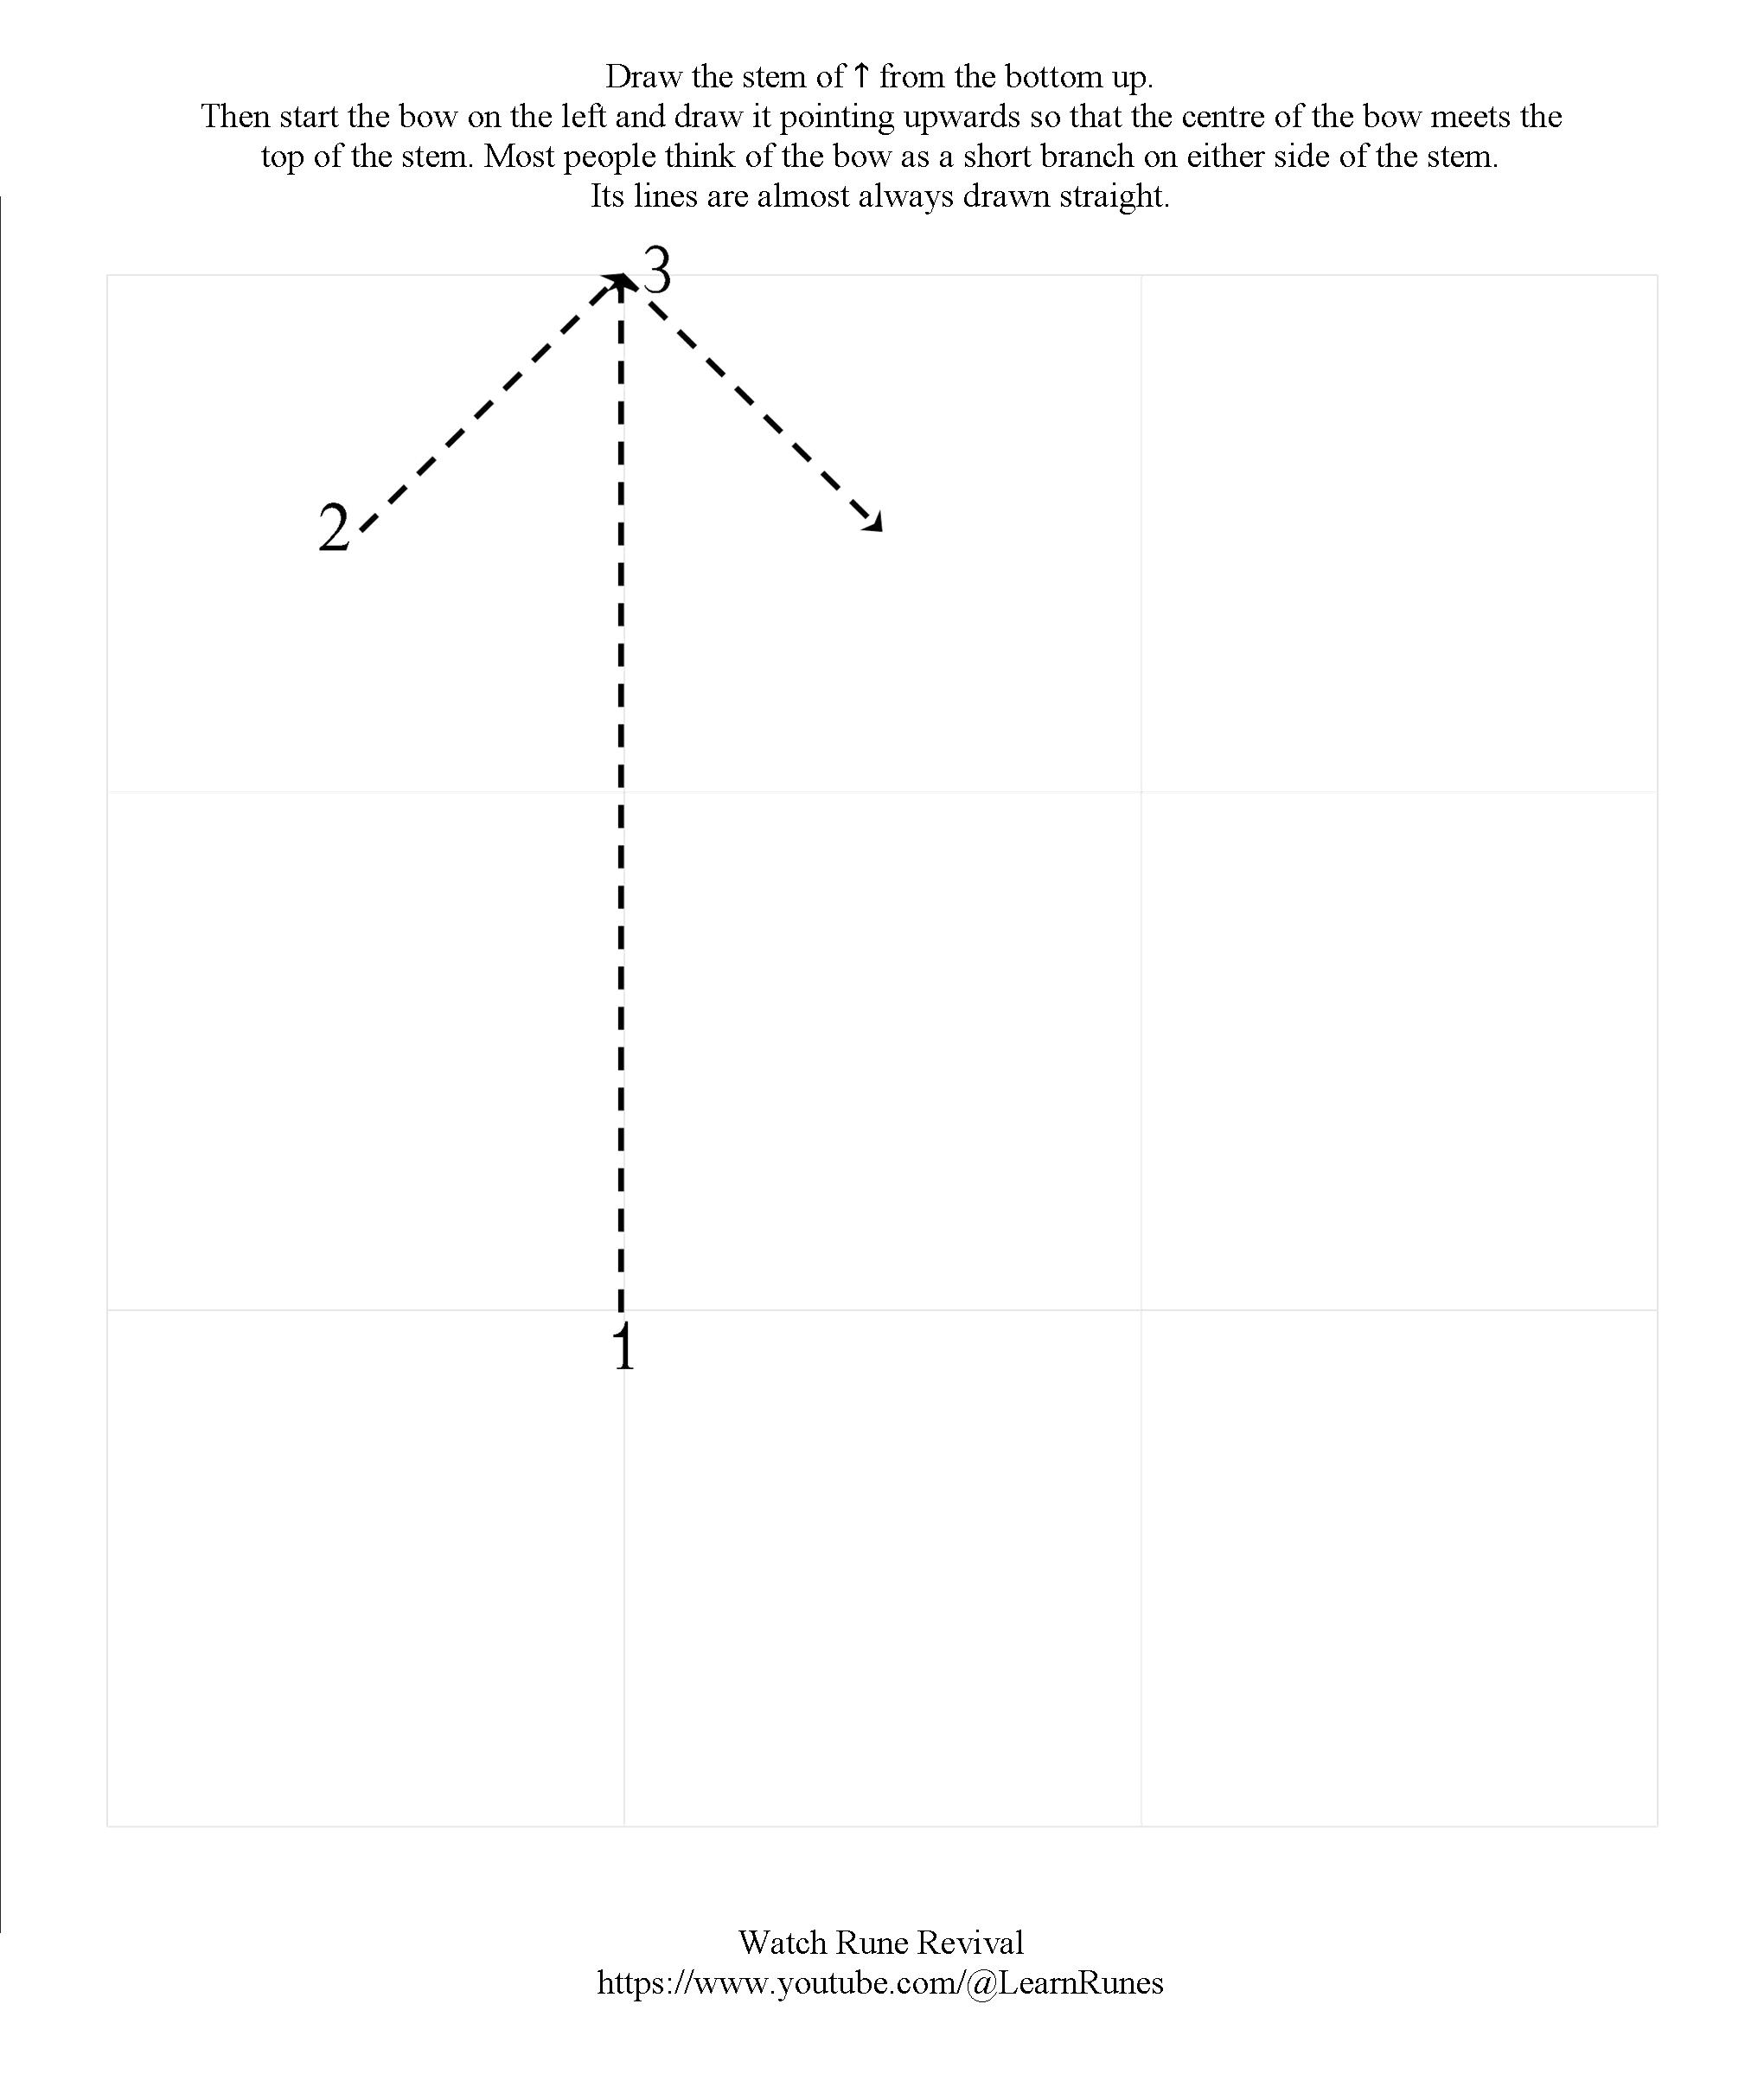 Draw the stem of ᛏ from the bottom up.
Then start the bow on the left and draw it pointing upwards so that the centre of the bow meets the
top of the stem. Most people think of the bow as a short branch on either side of the stem.
Its lines are almost always drawn straight.
3
2
1
Watch Rune Revival
https://www.youtube.com/@LearnRunes